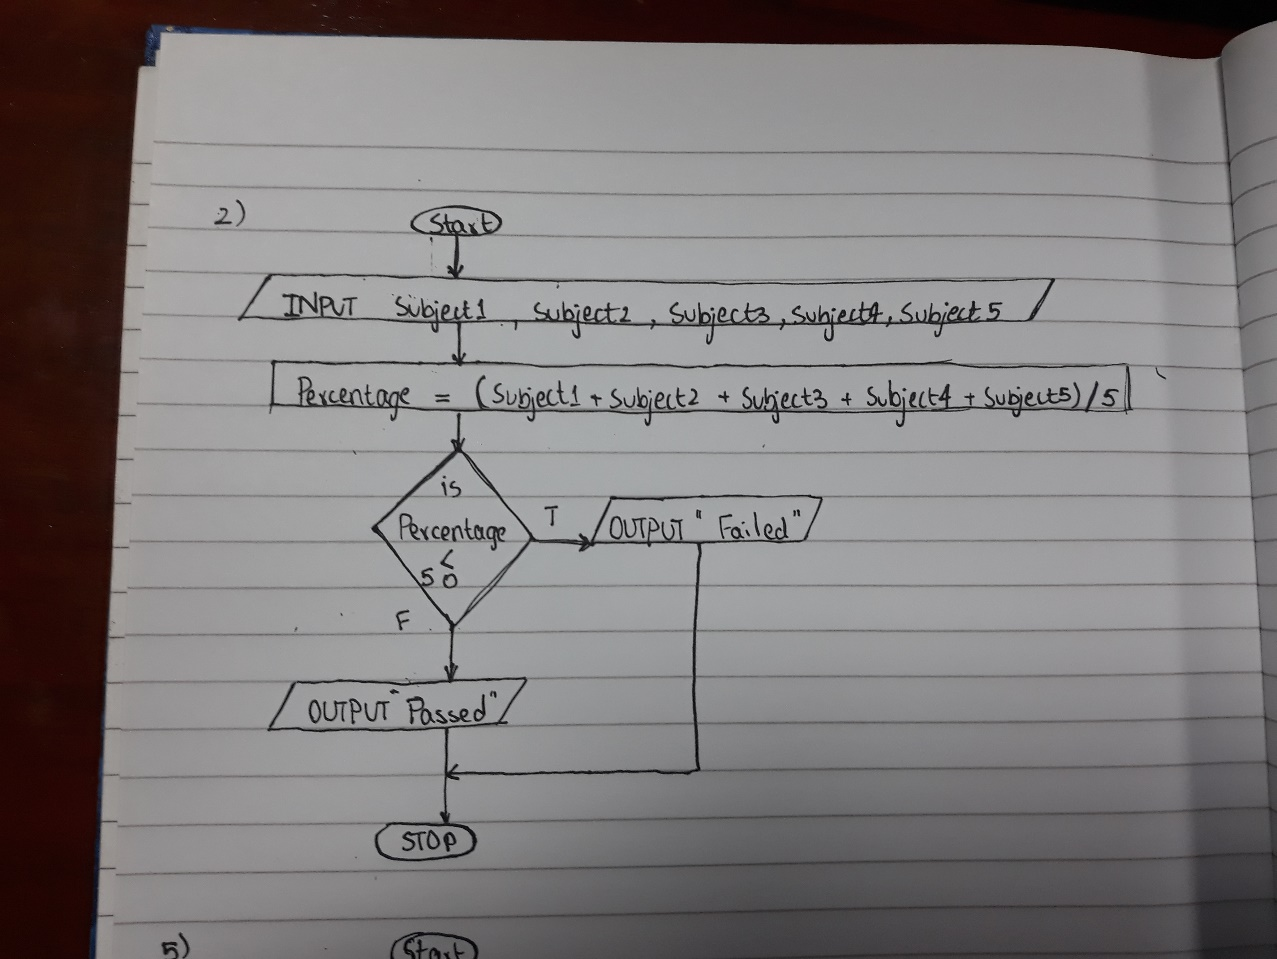 2)
Start
INPUT Subject1, Subject2, Subject3, Subject4, Subject5
Percentage = (Subject1 + Subject2 + Subject3 + Subject4 + Subject5)/5
is
Percentage
<
50
T
OUTPUT "Failed"
F
OUTPUT "Passed"
STOP
5)
Start